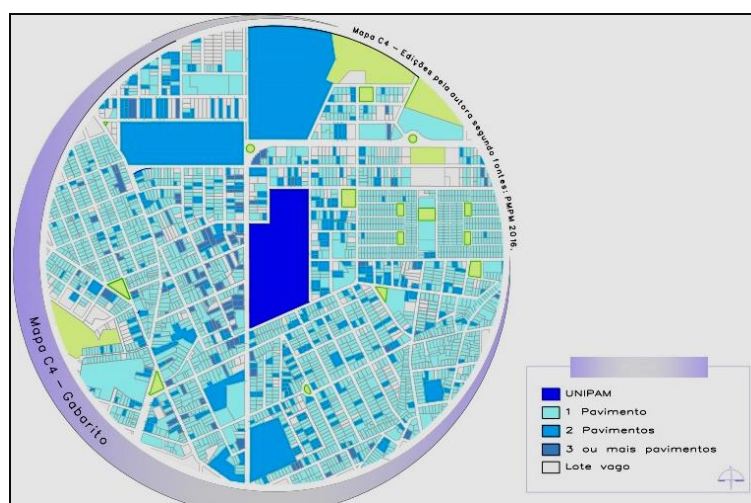 Mapa C4 – Edições pela autora segundo fontes: PMPM 2016.
Mapa C4 – Gabarito
UNIPAM
1 Pavimento
2 Pavimentos
3 ou mais pavimentos
Lote vago